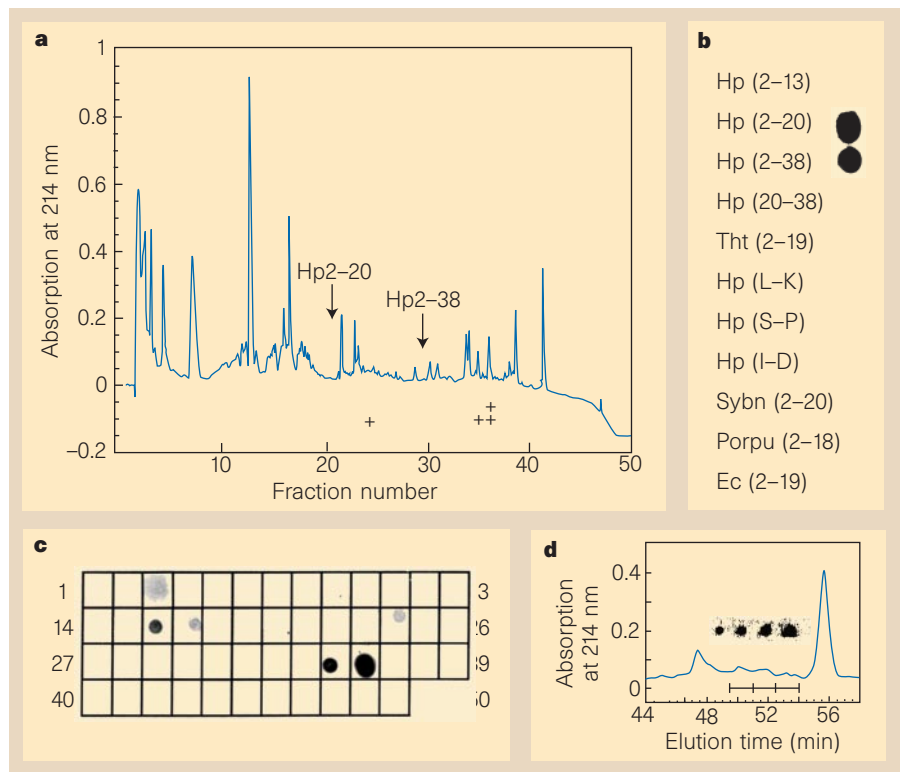 a
1
0.8
0.6
0.4
0.2
0
–0.2
Absorption at 214 nm
Hp2–20
Hp2–38
+
+
++
10 20 30 40 50
Fraction number
b
Hp (2–13)
Hp (2–20)
Hp (2–38)
Hp (20–38)
Tht (2–19)
Hp (L–K)
Hp (S–P)
Hp (I–D)
Sybn (2–20)
Porpu (2–18)
Ec (2–19)
c
1 3
14
27
40
d
Absorption
at 214 nm
0.4
0.2
0
44 48 52 56
Elution time (min)